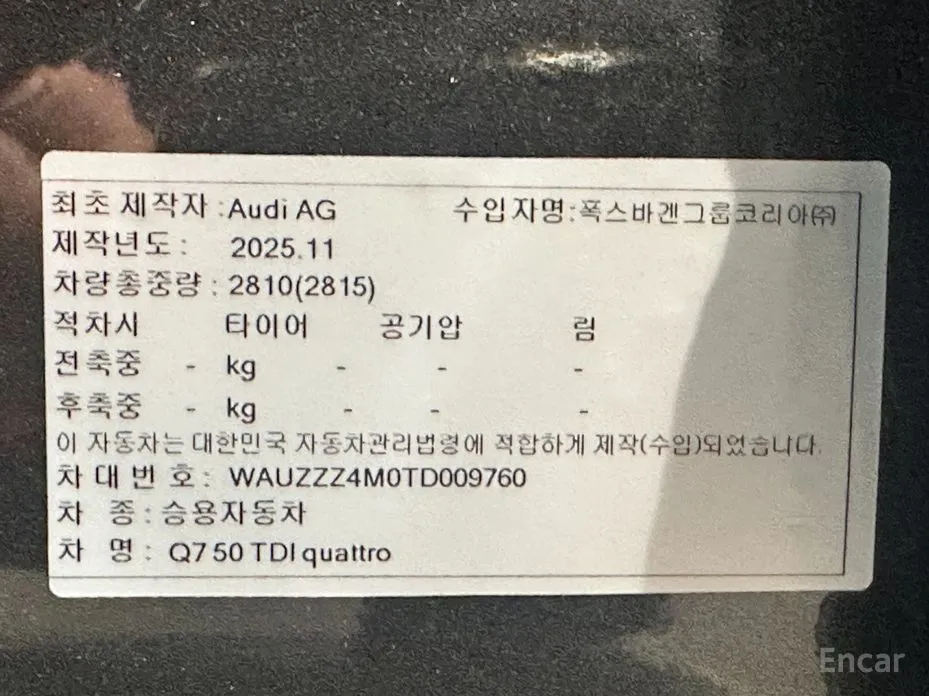 최초 제작자 : Audi AG 수입자명:폭스바겐그룹코리아㈜
제작년도 : 2025.11
차량총중량 : 2810(2815)
적차시 타이어 공기압 림
전축중 - kg - - -
후축중 - kg - - -
이 자동차는 대한민국 자동차관리법령에 적합하게 제작(수입)되었습니다.
차대번호 : WAUZZZ4M0TD009760
차 종 : 승용자동차
차 명 : Q7 50 TDI quattro
Encar